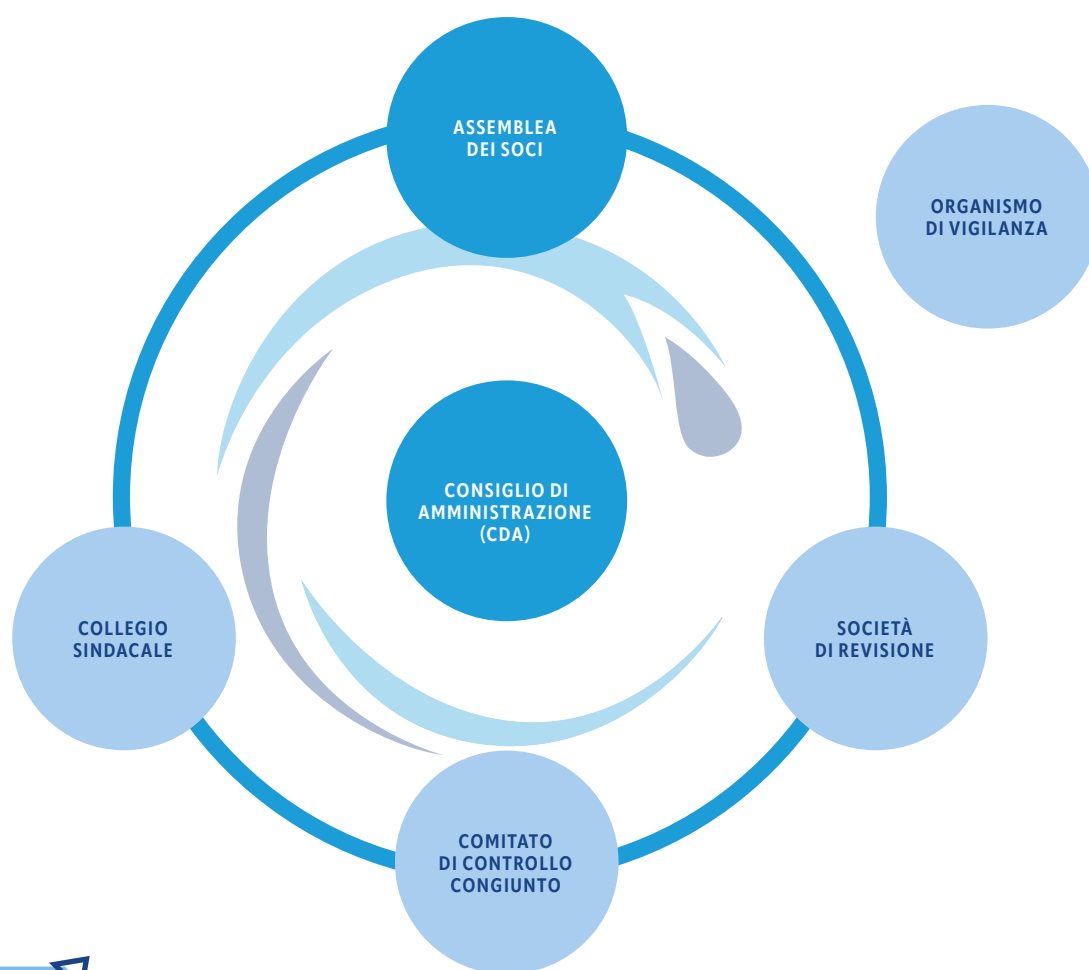 ASSEMBLEA
DEI SOCI
ORGANISMO
DI VIGILANZA
CONSIGLIO DI
AMMINISTRAZIONE
(CDA)
COLLEGIO
SINDACALE
SOCIETÀ
DI REVISIONE
COMITATO
DI CONTROLLO
CONGIUNTO